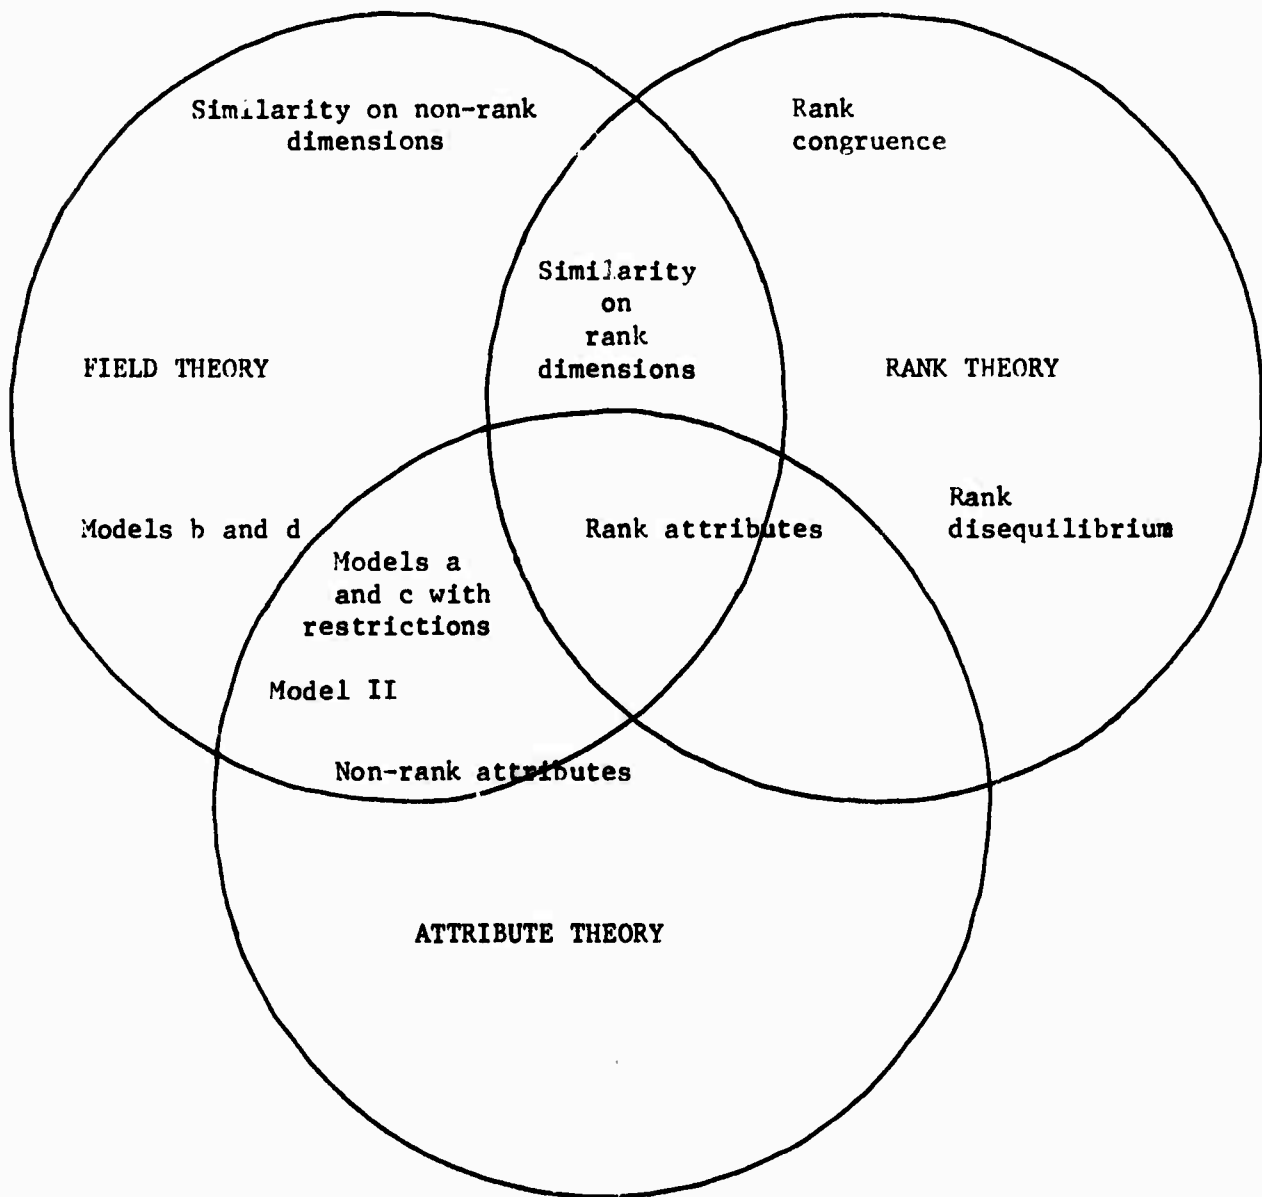 Similarity on non-rank
dimensions
Rank
congruence
Similarity
on
rank
dimensions
FIELD THEORY
RANK THEORY
Models b and d
Rank attributes
Rank
disequilibrium
Models a
and c with
restrictions
Model II
Non-rank attributes
ATTRIBUTE THEORY